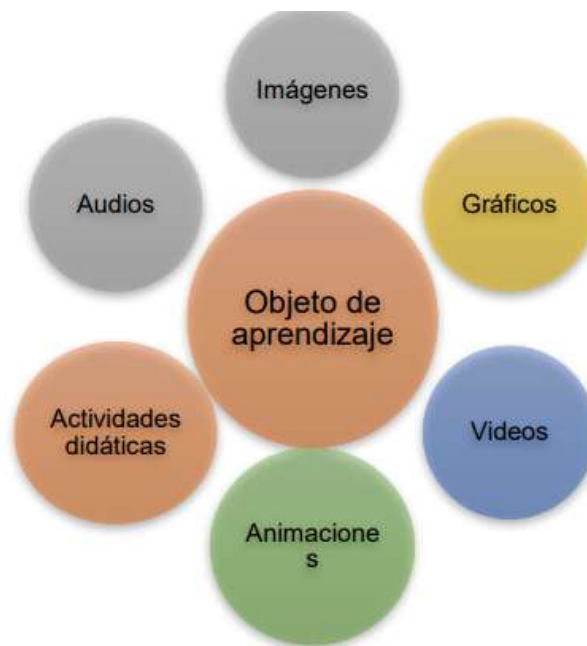 Imágenes
Audios
Gráficos
Objeto de
aprendizaje
Actividades
didáticas
Videos
Animacione
s